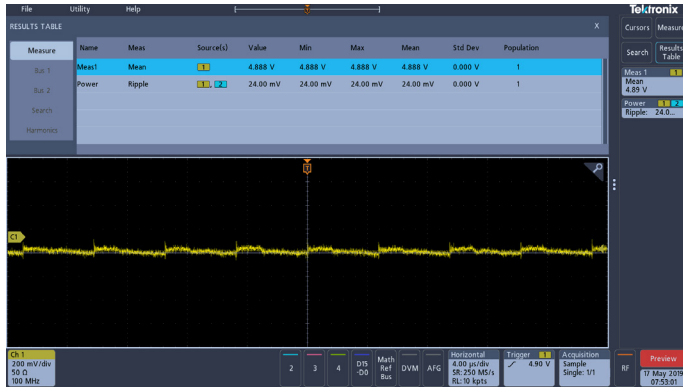 File Utility Help Tektronix
RESULTS TABLE X
Cursors Measure
Measure Name Meas Source(s) Value Min Max Mean Std Dev Population
Search Results Table
Meas1 Mean 1 4.888 V 4.888 V 4.888 V 4.888 V 0.000 V 1
Bus 1
Power Ripple 1, 2 24.00 mV 24.00 mV 24.00 mV 24.00 mV 0.000 V 1
Bus 2
Search
Harmonics
Meas 1 1
Mean
4.89 V
Power 1 2
Ripple: 24.0...
T
C1
Ch 1
200 mV/div
50 Ω
100 MHz
2 3 4
D15
-D0
Math
Ref
Bus
DVM AFG
Horizontal
4.00 µs/div
SR: 250 MS/s
RL: 10 kpts
Trigger 1
4.90 V
Acquisition
Sample
Single: 1/1
RF
Preview
17 May 2019
07:53:01